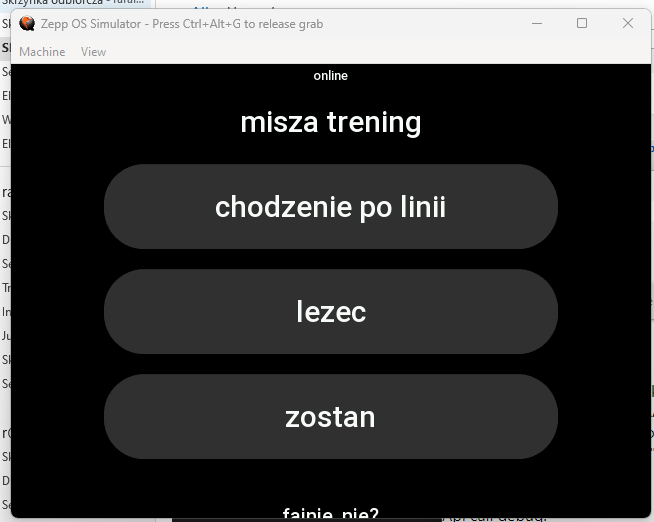 Skrzynka odbiorcza - rafal...
Zepp OS Simulator - Press Ctrl+Alt+G to release grab
Machine View
online
misza trening
chodzenie po linii
lezec
zostan
fajnie, nie?